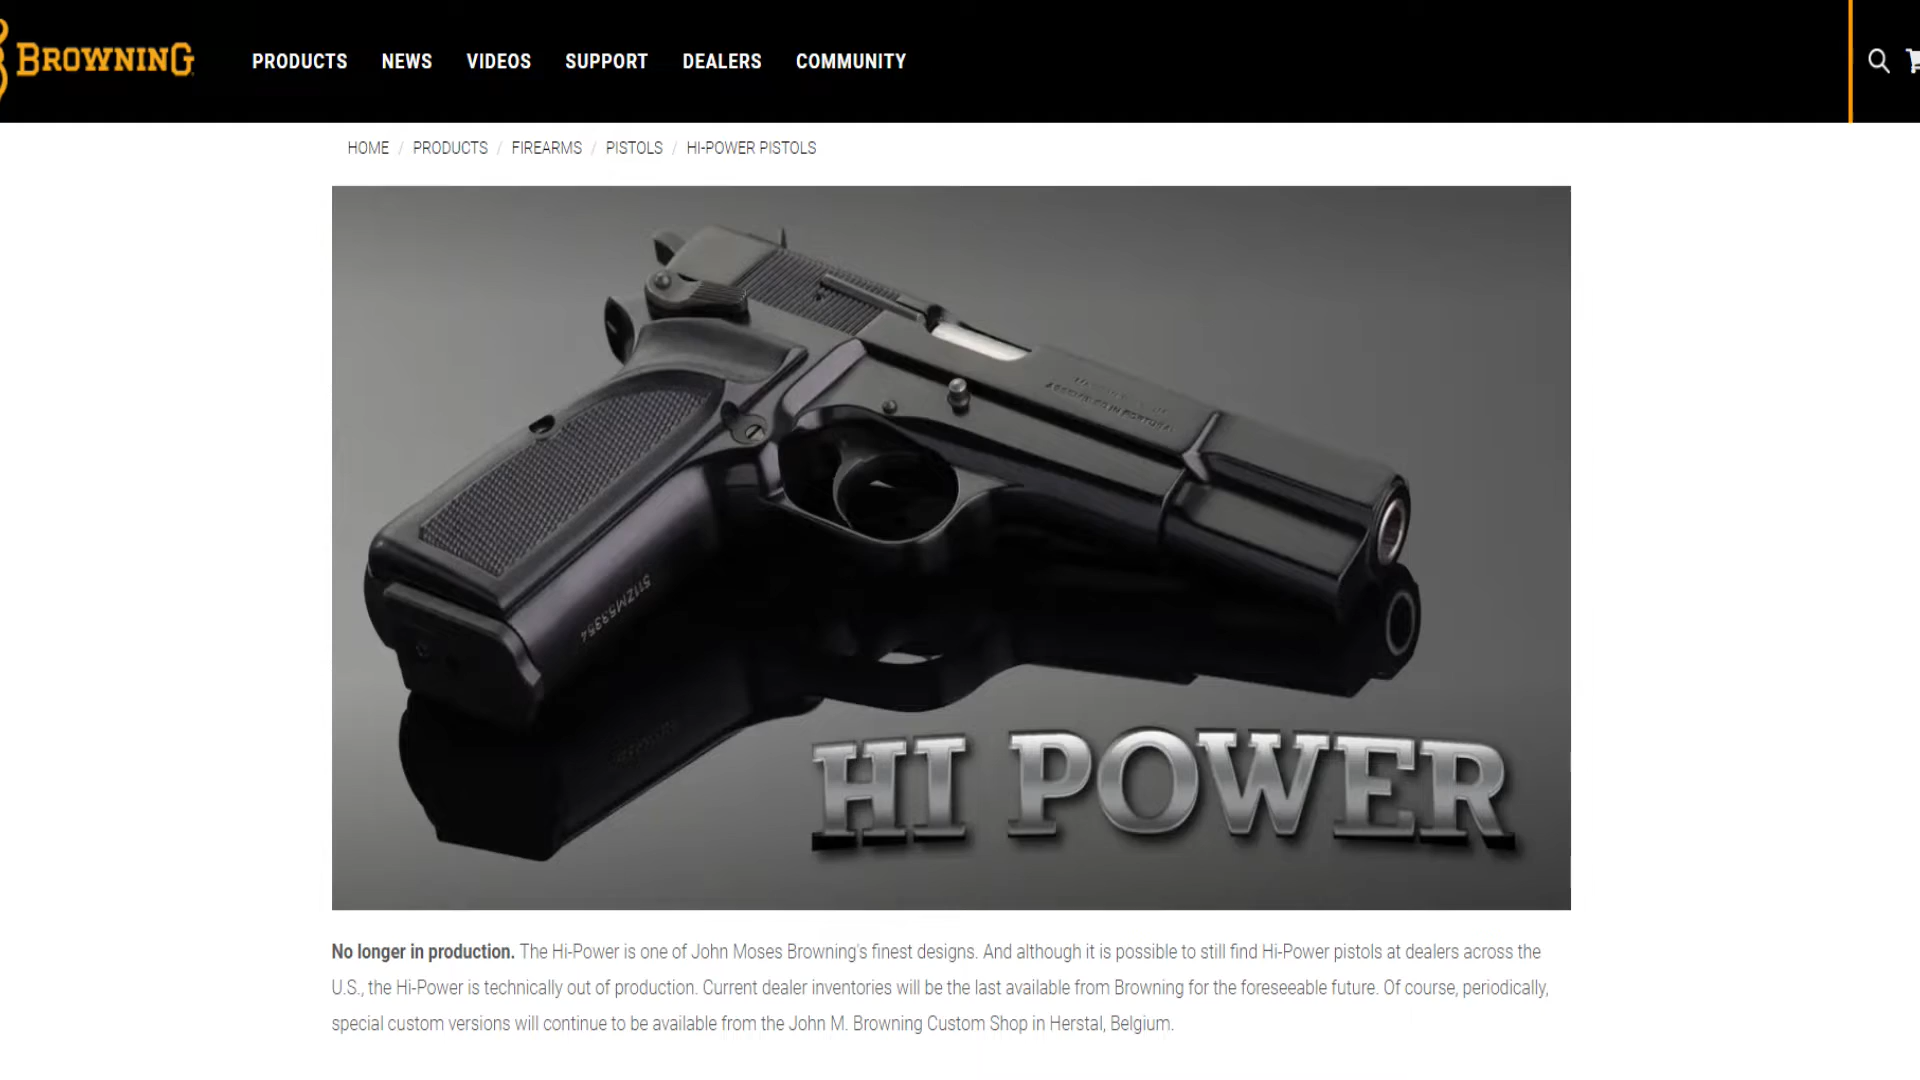 BROWNING
PRODUCTS NEWS VIDEOS SUPPORT DEALERS COMMUNITY
HOME / PRODUCTS / FIREARMS / PISTOLS / HI-POWER PISTOLS
ASSEMBLED IN PORTUGAL
511ZM53354
HI POWER
No longer in production. The Hi-Power is one of John Moses Browning's finest designs. And although it is possible to still find Hi-Power pistols at dealers across the
U.S., the Hi-Power is technically out of production. Current dealer inventories will be the last available from Browning for the foreseeable future. Of course, periodically,
special custom versions will continue to be available from the John M. Browning Custom Shop in Herstal, Belgium.